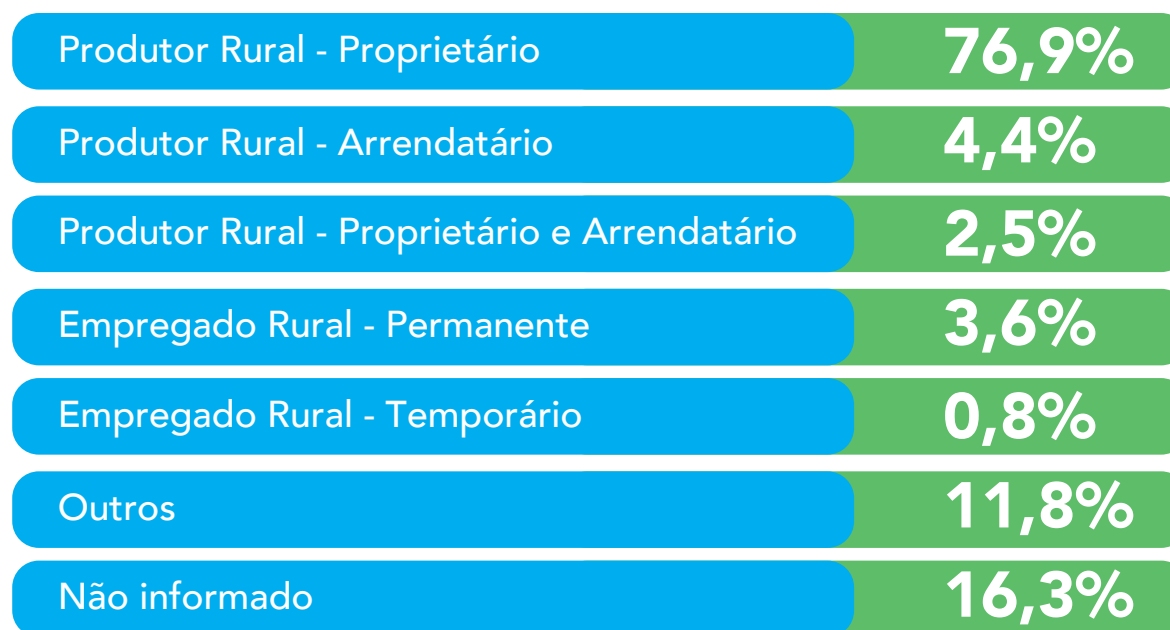 Produtor Rural - Proprietário 76,9%
Produtor Rural - Arrendatário 4,4%
Produtor Rural - Proprietário e Arrendatário 2,5%
Empregado Rural - Permanente 3,6%
Empregado Rural - Temporário 0,8%
Outros 11,8%
Não informado 16,3%